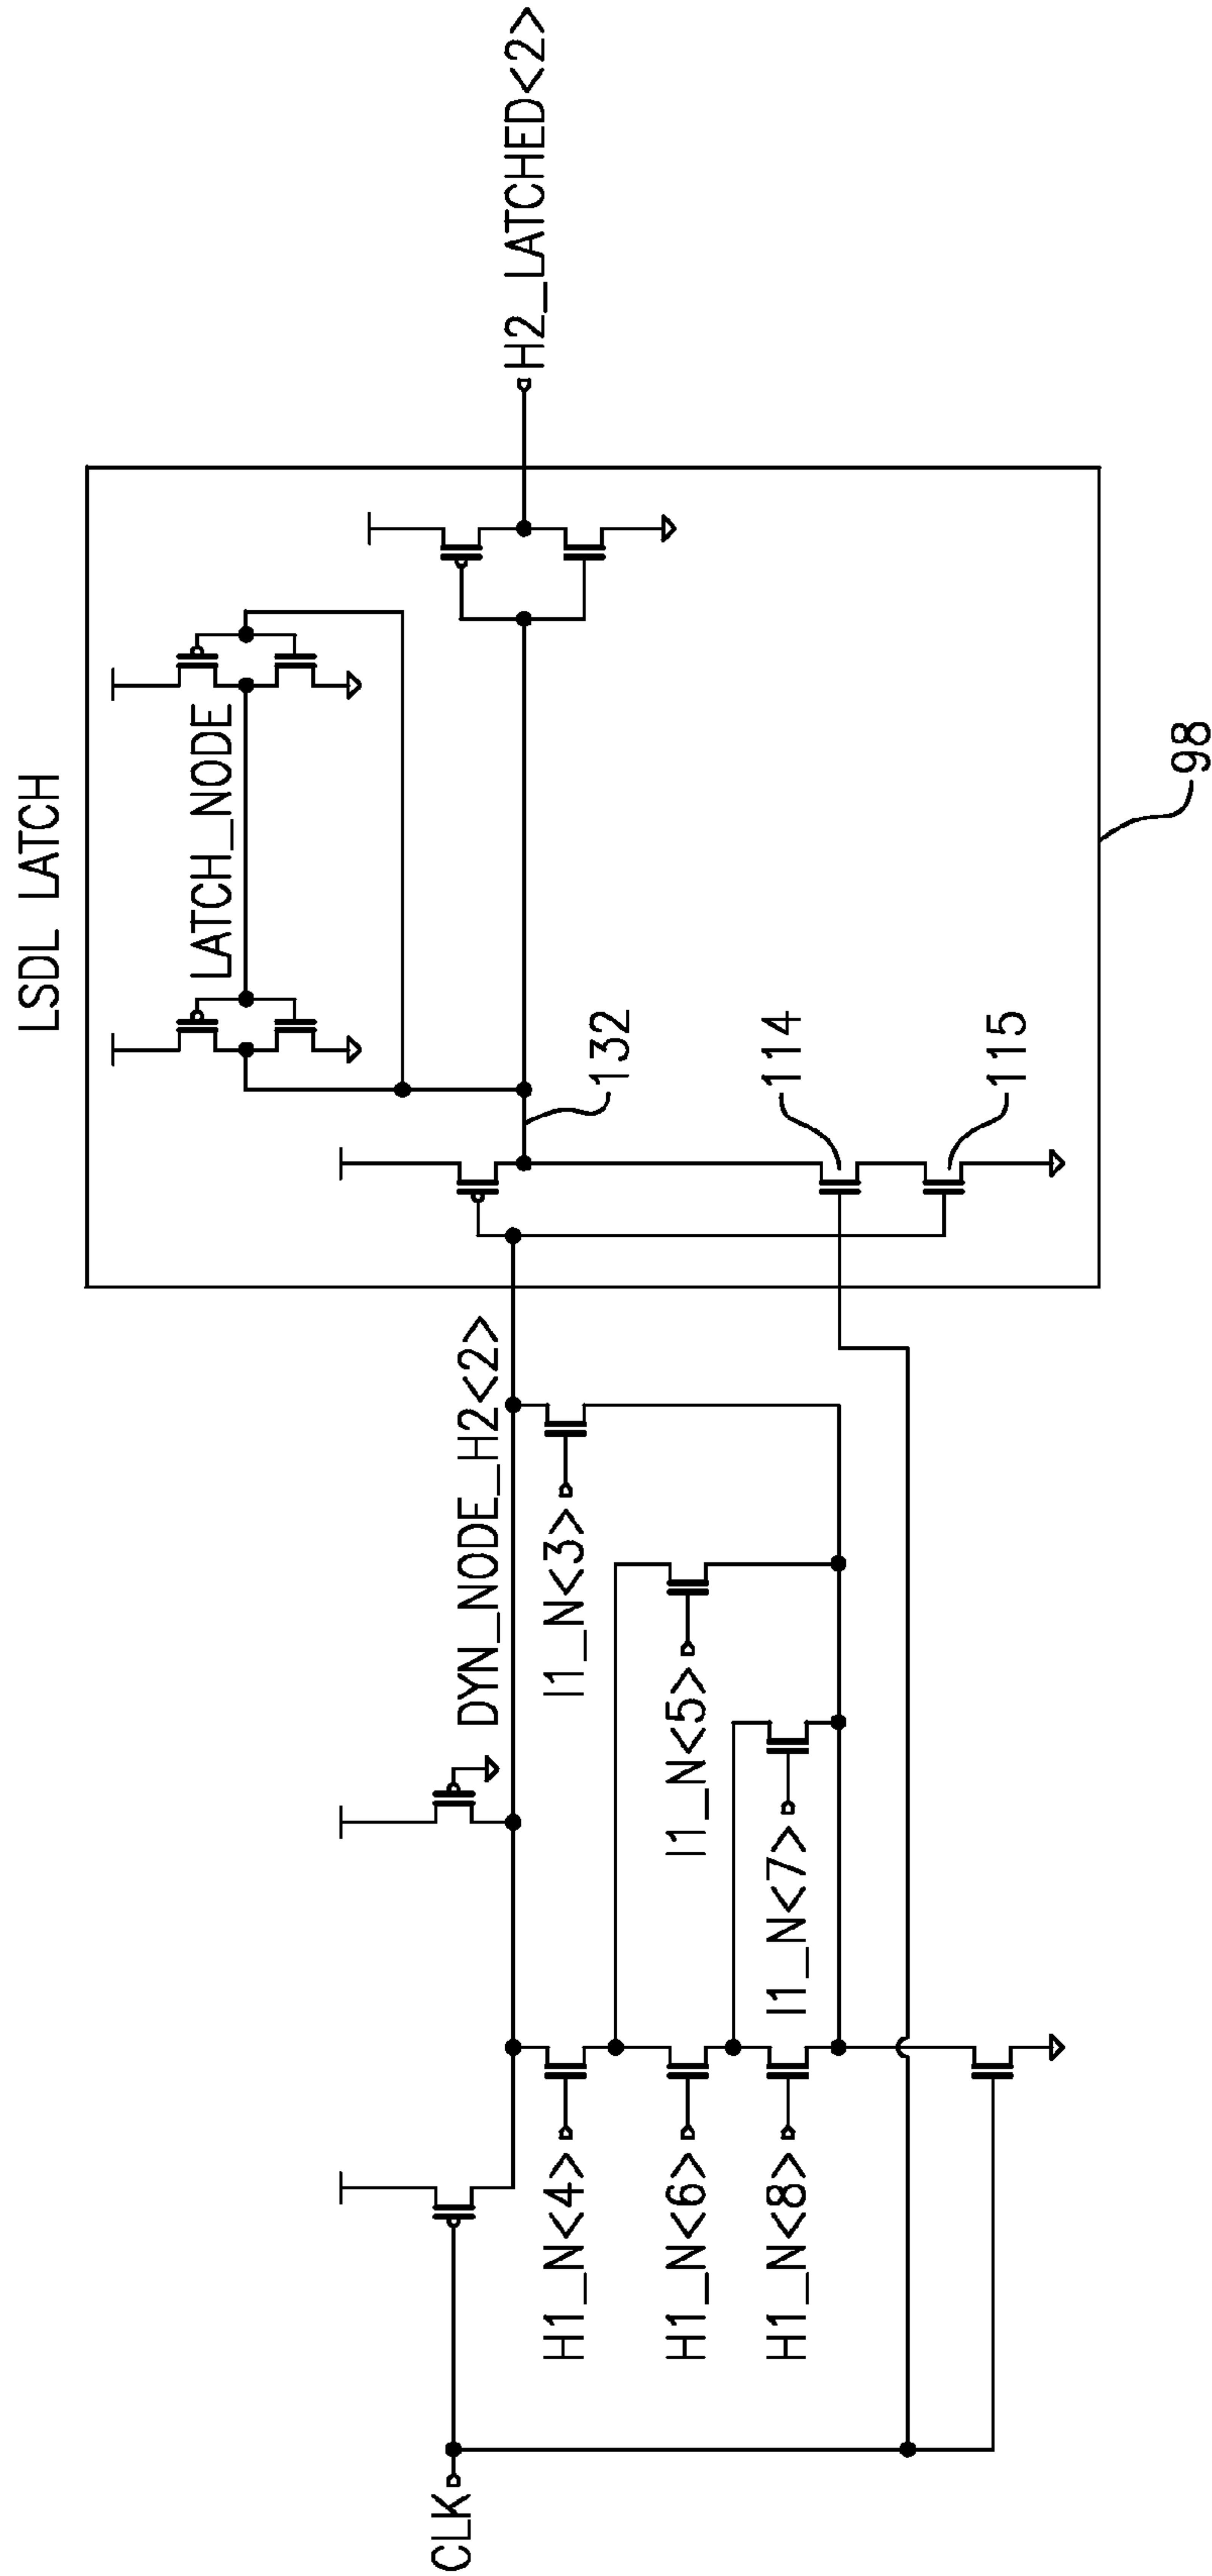 LSDL LATCH
LATCH_NODE
H2_LATCHED<2>
DYN_NODE_H2<2>
132
CLK
H1_N<4>
I1_N<3>
H1_N<6>
I1_N<5>
H1_N<8>
I1_N<7>
114
115
98